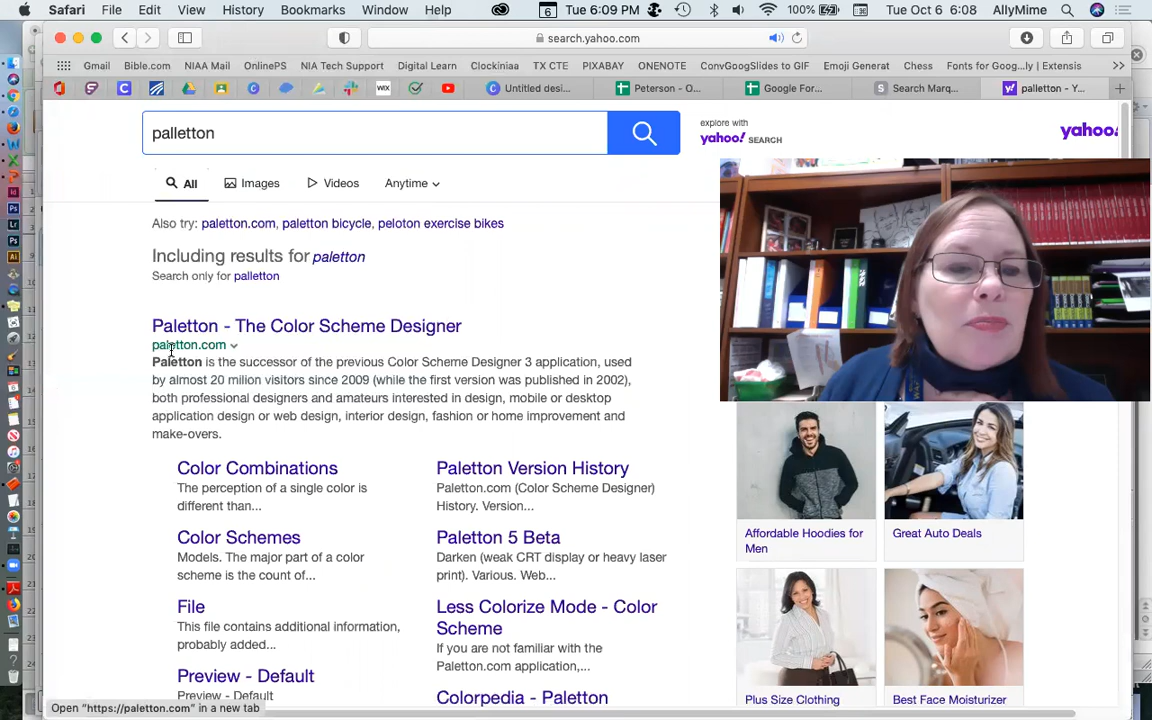 Safari File Edit View History Bookmarks Window Help 6 Tue 6:09 PM 100% Tue Oct 6 6:08 AllyMime
search.yahoo.com
Gmail Bible.com NIAA Mail OnlinePS NIA Tech Support Digital Learn Clockiniaa TX CTE PIXABAY ONENOTE ConvGoogSlides to GIF Emoji Generat Chess Fonts for Goog...ly | Extensis >>
WIX Untitled desi... Peterson - O... Google For... Search Marq... palletton - Y...
palletton
explore with
yahoo! SEARCH
yahoo!
All Images Videos Anytime
Also try: paletton.com, paletton bicycle, peloton exercise bikes
Including results for paletton
Search only for palletton
Paletton - The Color Scheme Designer
paletton.com
Paletton is the successor of the previous Color Scheme Designer 3 application, used
by almost 20 milion visitors since 2009 (while the first version was published in 2002),
both professional designers and amateurs interested in design, mobile or desktop
application design or web design, interior design, fashion or home improvement and
make-overs.
Color Combinations
The perception of a single color is
different than...
Paletton Version History
Paletton.com (Color Scheme Designer)
History. Version...
Color Schemes
Models. The major part of a color
scheme is the count of...
Paletton 5 Beta
Darken (weak CRT display or heavy laser
print). Various. Web...
File
This file contains additional information,
probably added...
Less Colorize Mode - Color
Scheme
If you are not familiar with the
Paletton.com application,...
Preview - Default
Preview - Default
Colorpedia - Paletton
Affordable Hoodies for
Men
Great Auto Deals
Plus Size Clothing
Best Face Moisturizer
Open "https://paletton.com" in a new tab